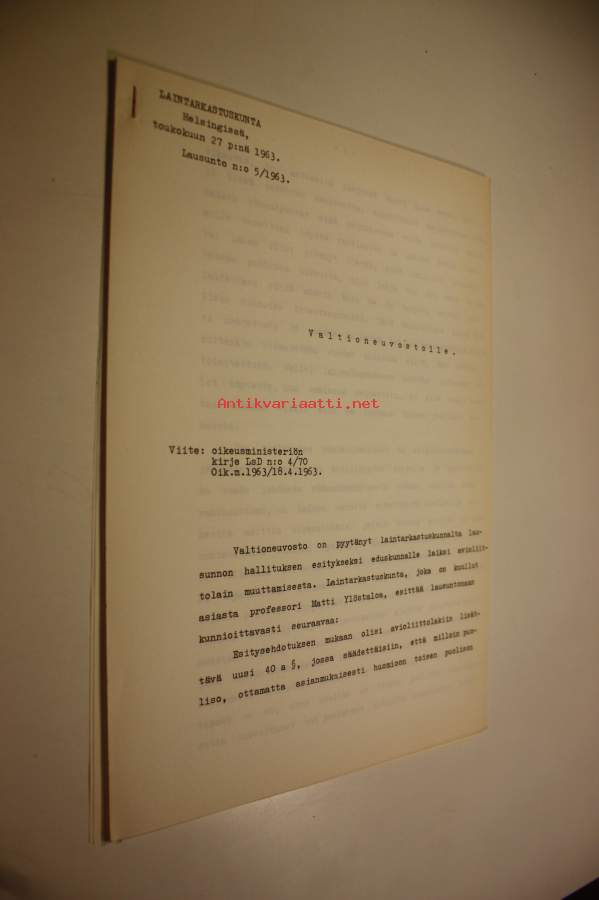 LAINTARKASTUSKUNTA
Helsingissä,
toukokuun 27 p:nä 1963.
Lausunto n:o 5/1963.
Valtioneuvostolle.
Antikvariaatti.net
Viite: oikeusministeriön
kirje LsD n:o 4/70
Oik.m.1963/18.4.1963.
Valtioneuvosto on pyytänyt laintarkastuskunnalta lau-
sunnon hallituksen esitykseksi eduskunnalle laiksi avioliit-
tolain muuttamisesta. Laintarkastuskunta, joka on kuullut
asiasta professori Matti Ylöstaloa, esittää lausuntonaan
kunnioittavasti seuraavaa:
Esitysehdotuksen mukaan olisi avioliittolakiin lisät-
tävä uusi 40 a §, jossa säädettäisiin, että milloin puo-
liso, ottamatta asianmukaisesti huomioon toisen puolison